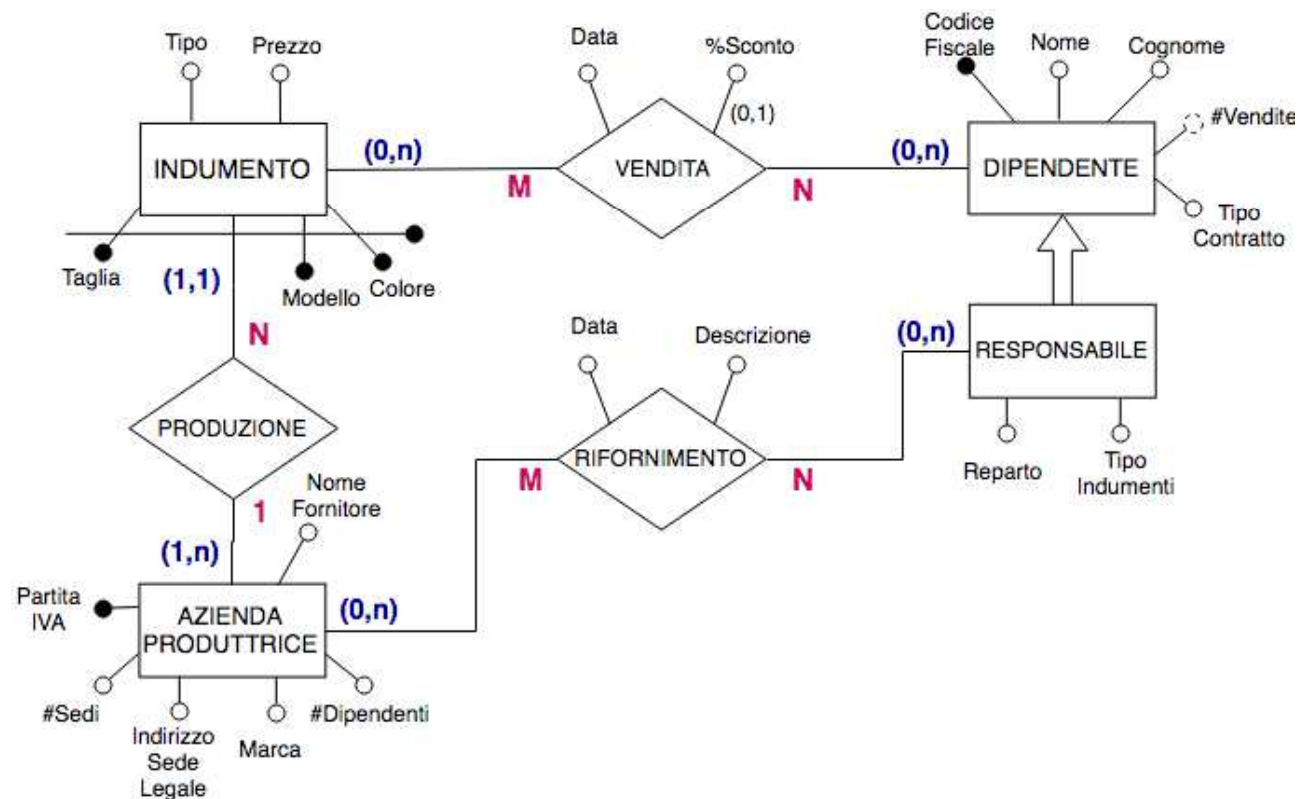 Codice
Fiscale
Nome
Cognome
Tipo
Prezzo
Data
%Sconto
(0,1)
#Vendite
INDUMENTO
(0,n)
M
VENDITA
N
(0,n)
DIPENDENTE
Tipo
Contratto
Taglia
(1,1)
Modello
Colore
N
Data
Descrizione
(0,n)
RESPONSABILE
PRODUZIONE
RIFORNIMENTO
M
N
Reparto
Tipo
Indumenti
1
Nome
Fornitore
(1,n)
Partita
IVA
AZIENDA
PRODUTTRICE
(0,n)
#Sedi
Indirizzo
Sede
Legale
Marca
#Dipendenti